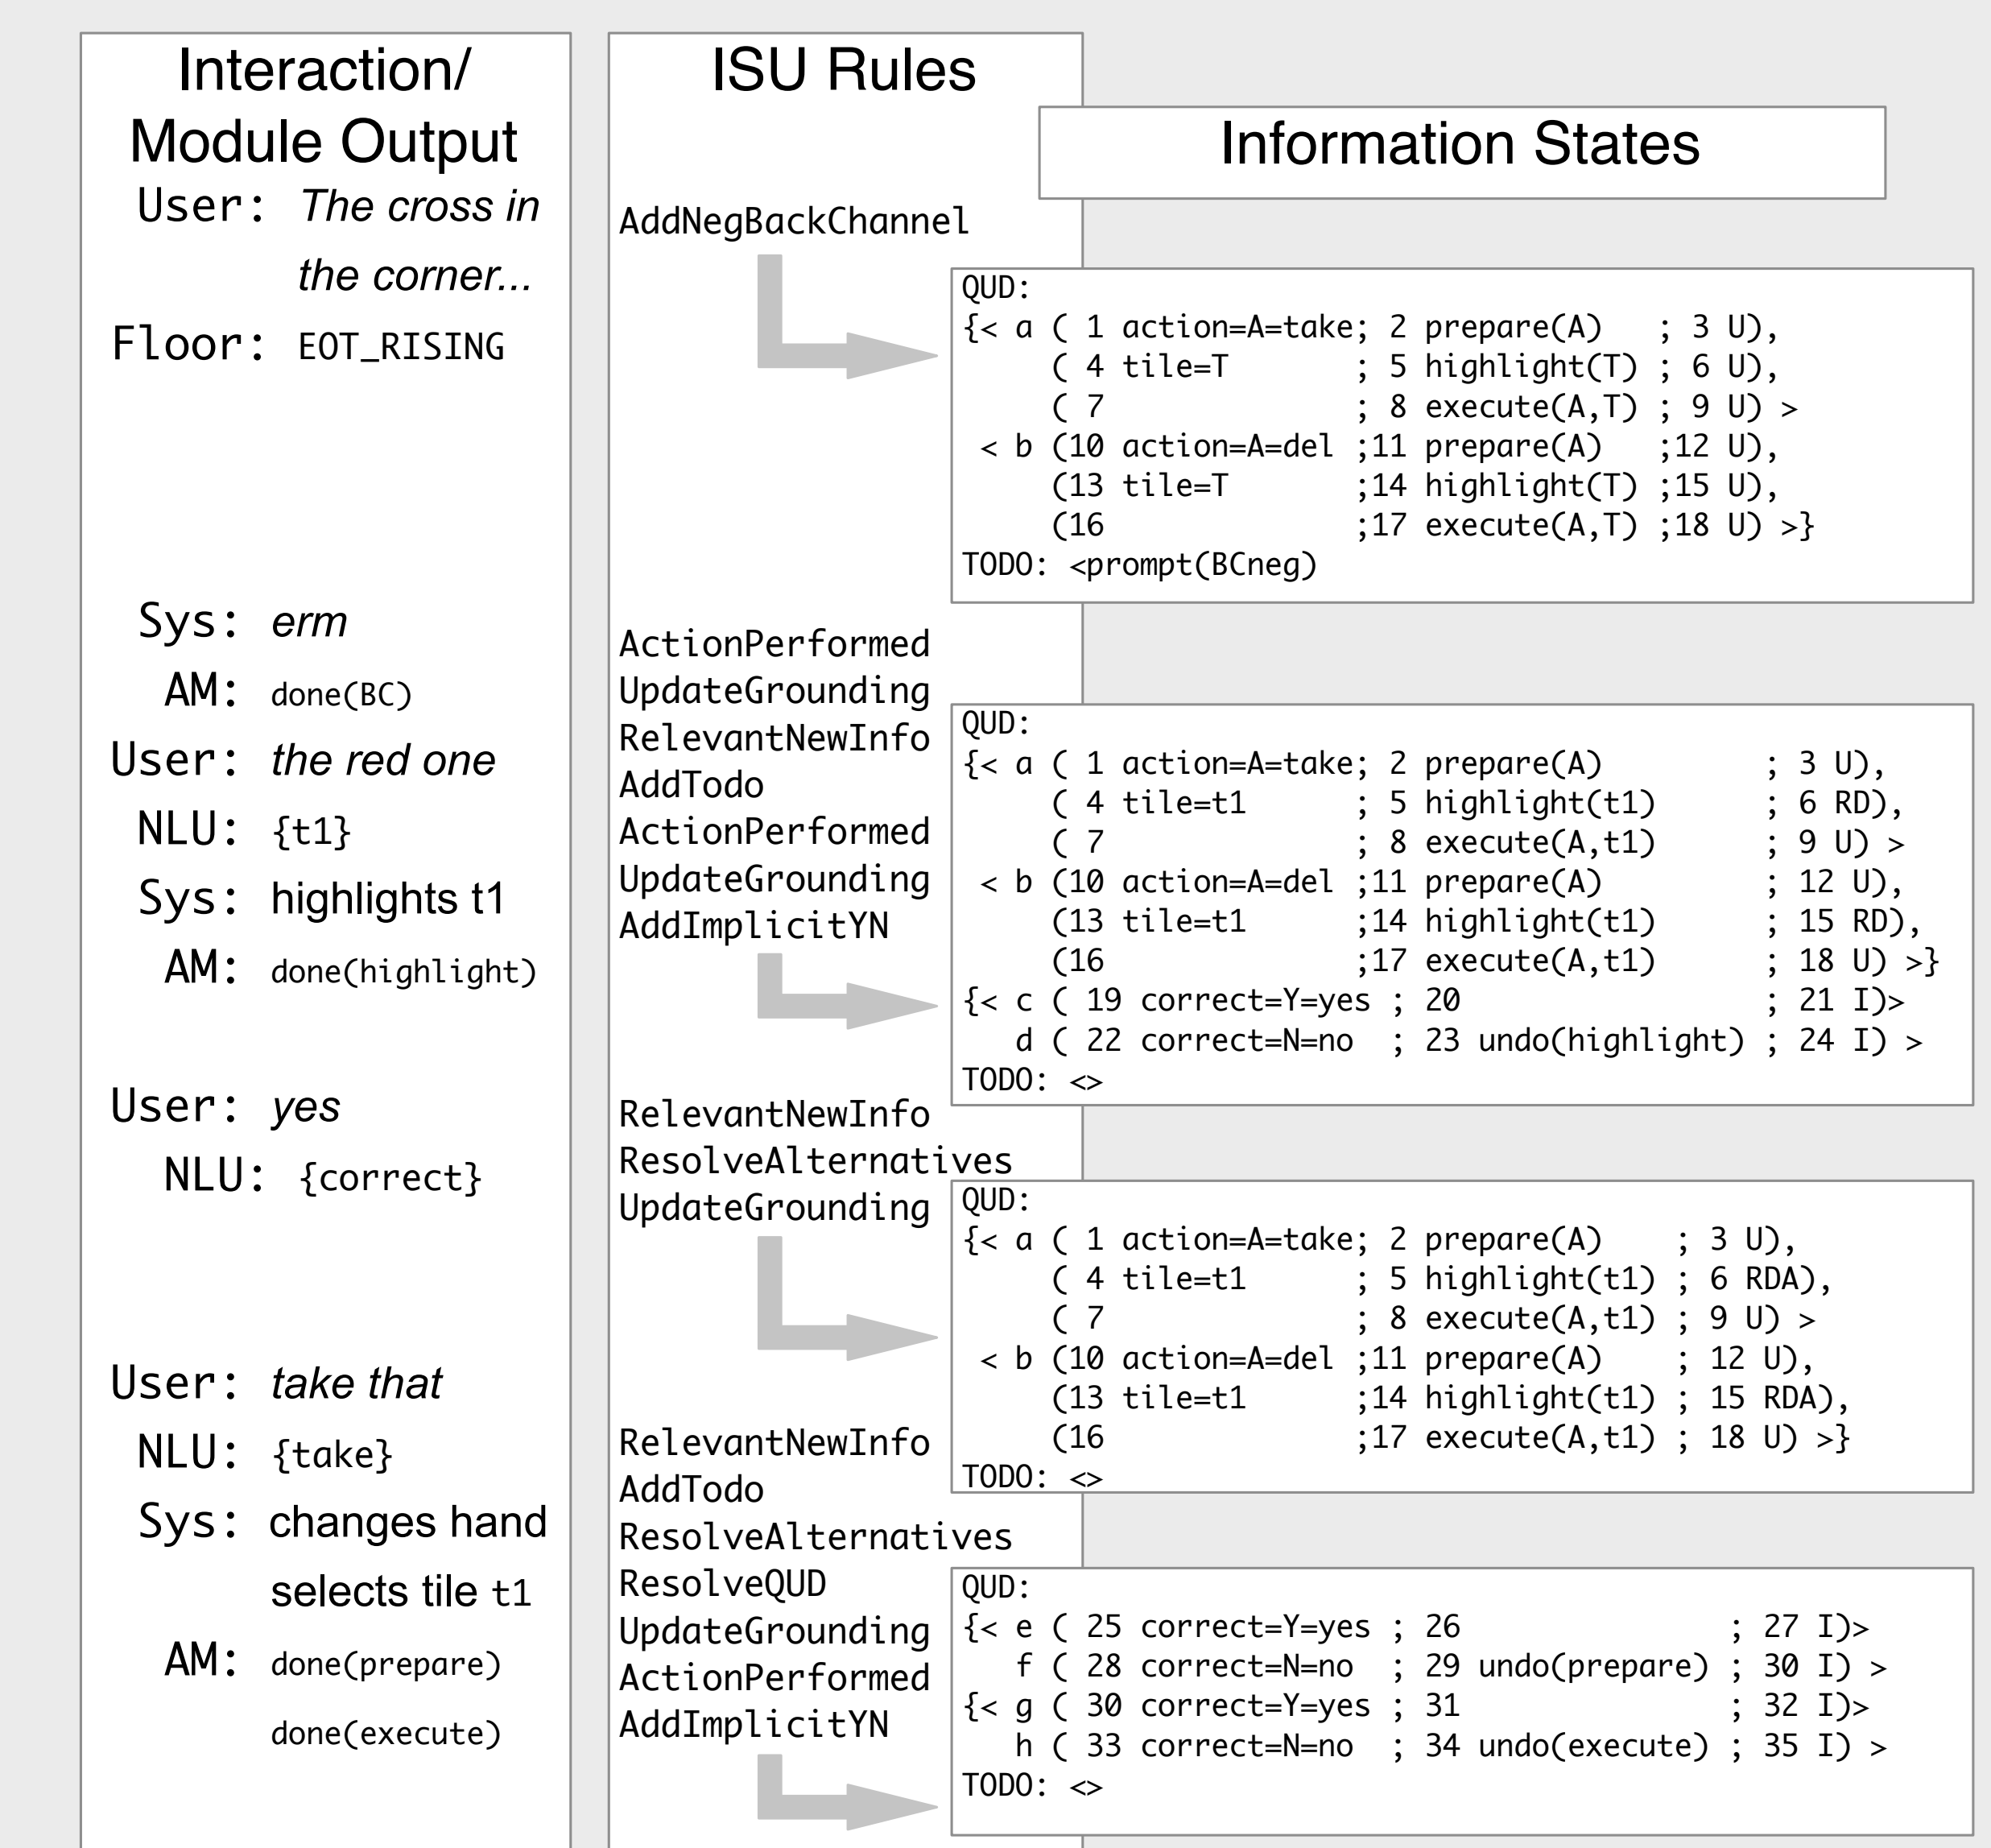 Interaction/
Module Output
User: The cross in
the corner...
Floor: EOT_RISING
Sys: erm
AM: done(BC)
User: the red one
NLU: {t1}
Sys: highlights t1
AM: done(highlight)
User: yes
NLU: {correct}
User: take that
NLU: {take}
Sys: changes hand
selects tile t1
AM: done(prepare)
done(execute)
ISU Rules
AddNegBackChannel
ActionPerformed
UpdateGrounding
RelevantNewInfo
AddTodo
ActionPerformed
UpdateGrounding
AddImplicitYN
RelevantNewInfo
ResolveAlternatives
UpdateGrounding
RelevantNewInfo
AddTodo
ResolveAlternatives
ResolveQUD
UpdateGrounding
ActionPerformed
AddImplicitYN
Information States
QUD:
{< a ( 1 action=A=take; 2 prepare(A) ; 3 U),
( 4 tile=T ; 5 highlight(T) ; 6 U),
( 7 ; 8 execute(A,T) ; 9 U) >
< b (10 action=A=del ;11 prepare(A) ;12 U),
(13 tile=T ;14 highlight(T) ;15 U),
(16 ;17 execute(A,T) ;18 U) >}
TODO: <prompt(BCneg)
QUD:
{< a ( 1 action=A=take; 2 prepare(A) ; 3 U),
( 4 tile=t1 ; 5 highlight(t1) ; 6 RD),
( 7 ; 8 execute(A,t1) ; 9 U) >
< b (10 action=A=del ;11 prepare(A) ; 12 U),
(13 tile=t1 ;14 highlight(t1) ; 15 RD),
(16 ;17 execute(A,t1) ; 18 U) >}
{< c ( 19 correct=Y=yes ; 20 ; 21 I)>
d ( 22 correct=N=no ; 23 undo(highlight) ; 24 I) >
TODO: <>
QUD:
{< a ( 1 action=A=take; 2 prepare(A) ; 3 U),
( 4 tile=t1 ; 5 highlight(t1) ; 6 RDA),
( 7 ; 8 execute(A,t1) ; 9 U) >
< b (10 action=A=del ;11 prepare(A) ; 12 U),
(13 tile=t1 ;14 highlight(t1) ; 15 RDA),
(16 ;17 execute(A,t1) ; 18 U) >}
TODO: <>
QUD:
{< e ( 25 correct=Y=yes ; 26 ; 27 I)>
f ( 28 correct=N=no ; 29 undo(prepare) ; 30 I) >
{< g ( 30 correct=Y=yes ; 31 ; 32 I)>
h ( 33 correct=N=no ; 34 undo(execute) ; 35 I) >
TODO: <>